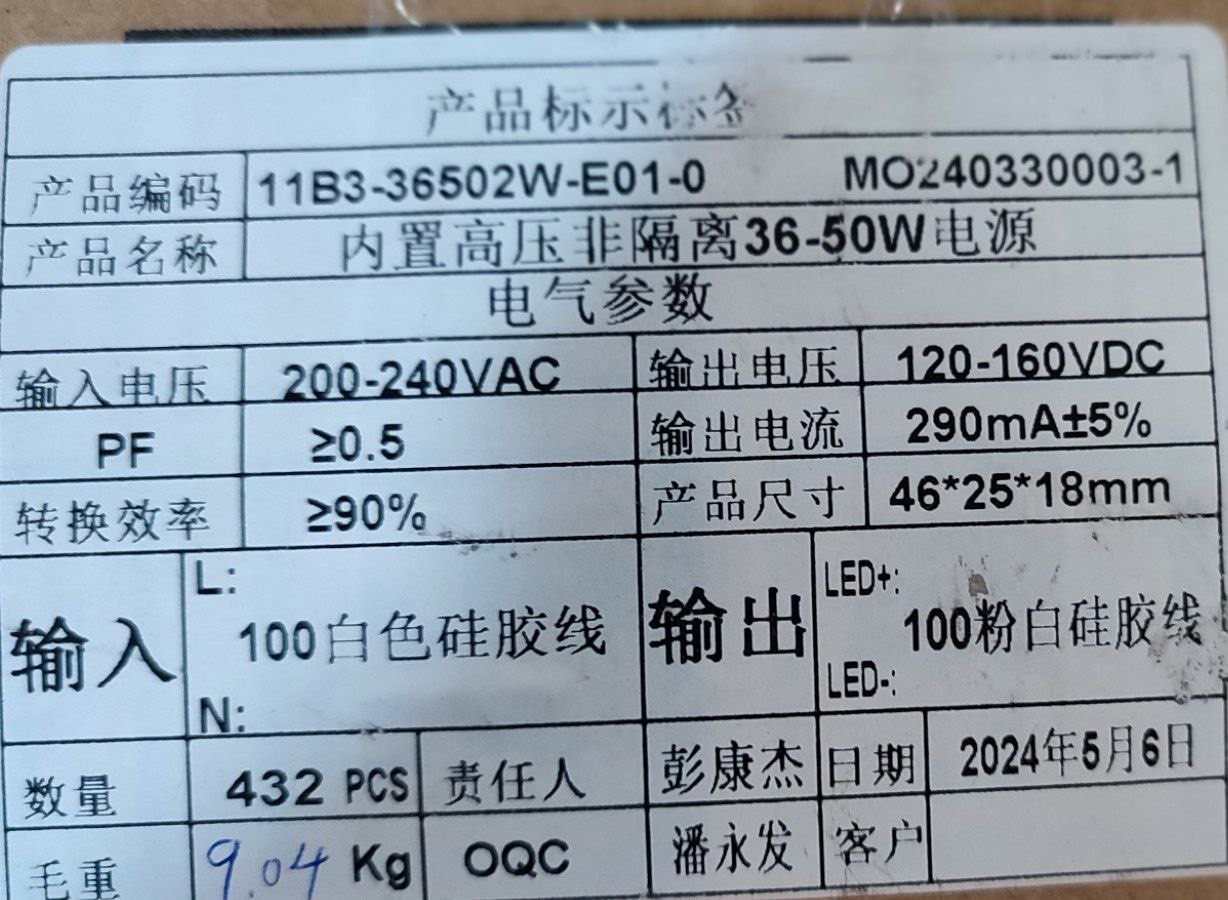 产品标示标签
产品编码 11B3-36502W-E01-0 MO240330003-1
产品名称 内置高压非隔离36-50W电源
电气参数
输入电压 200-240VAC 输出电压 120-160VDC
PF ≥0.5 输出电流 290mA±5%
转换效率 ≥90% 产品尺寸 46*25*18mm
输入 L: 100白色硅胶线 N: 输出 LED+: 100粉白硅胶线 LED-:
数量 432 PCS 责任人 彭康杰 日期 2024年5月6日
毛重 9.04 Kg OQC 潘永发 客户